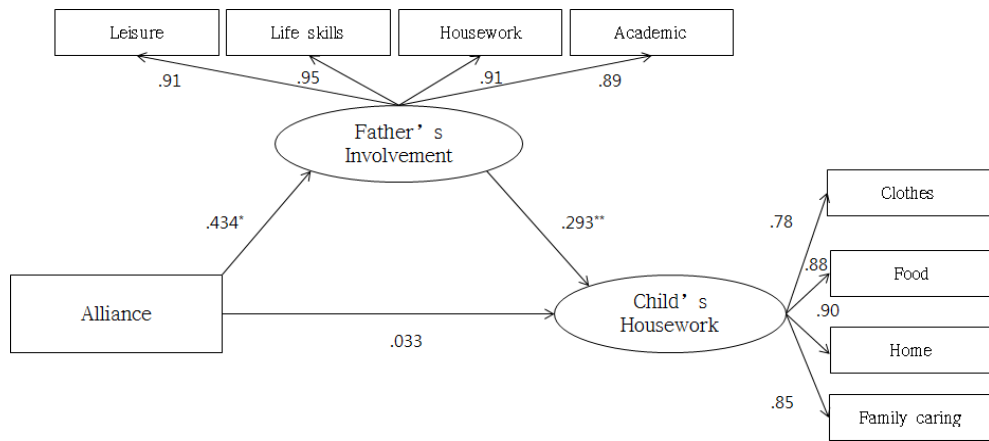 Leisure
Life skills
Housework
Academic
.91
.95
.91
.89
Father’s
Involvement
.434*
.293**
Alliance
.033
Child’s
Housework
.78
.88
.90
.85
Clothes
Food
Home
Family caring